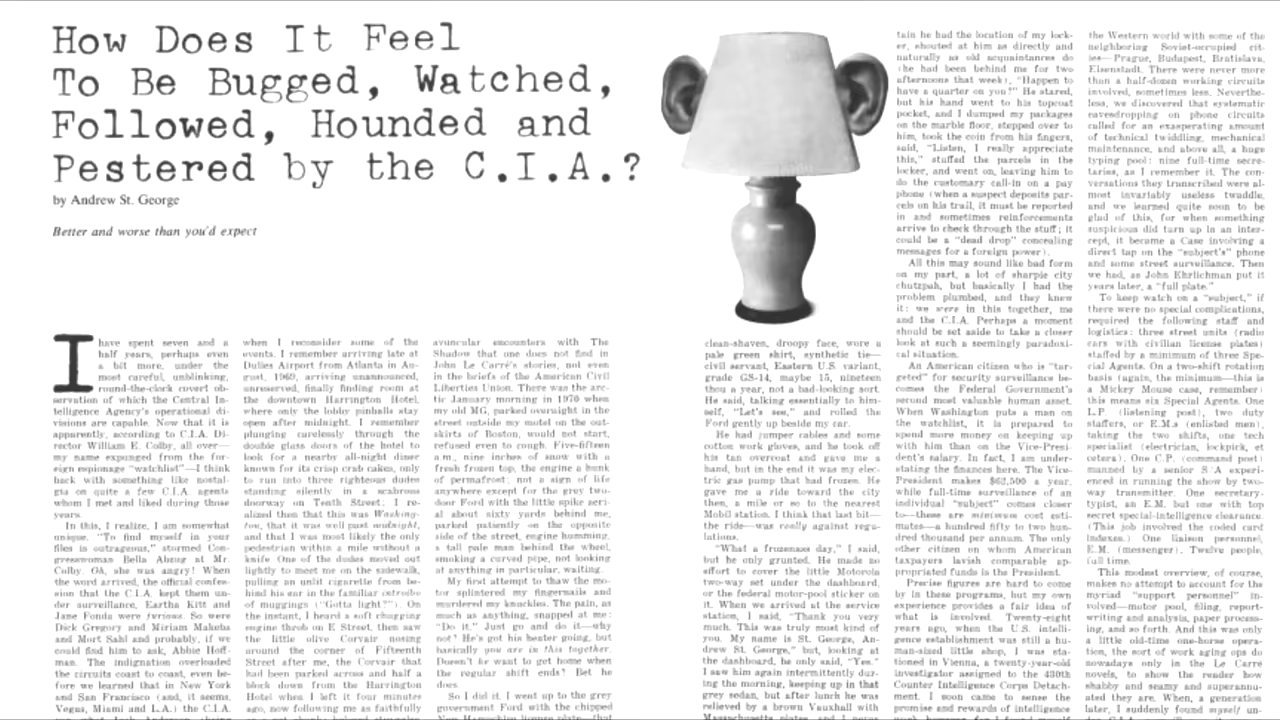 How Does It Feel
To Be Bugged, Watched,
Followed, Hounded and
Pestered by the C.I.A.?
by Andrew St. George
Better and worse than you'd expect
I have spent seven and a
half years, perhaps even
a bit more, under the
most careful, unblinking,
round-the-clock covert ob-
servation of which the Central In-
telligence Agency's operational di-
visions are capable. Now that it is
apparently, according to C.I.A. Di-
rector William E. Colby, all over—
my name expunged from the for-
eign espionage "watchlist"—I think
back with something like nostal-
gia on quite a few C.I.A. agents
whom I met and liked during those
years.
In this, I realize, I am somewhat
unique. "To find myself in your
files is outrageous," stormed Con-
gresswoman Bella Abzug at Mr.
Colby. Oh, she was angry! When
the word arrived, the official confes-
sion that the C.I.A. kept them un-
der surveillance, Eartha Kitt and
Jane Fonda were furious. So were
Dick Gregory and Miriam Makeba
and Mort Sahl and probably, if we
could find him to ask, Abbie Hoff-
man. The indignation overloaded
the circuits coast to coast, even be-
fore we learned that in New York
and San Francisco (and, it seems,
Vegas, Miami and L.A.) the C.I.A.
when I reconsider some of the
events. I remember arriving late at
Dulles Airport from Atlanta in Au-
gust, 1969, arriving unannounced,
unreserved, finally finding room at
the downtown Harrington Hotel,
where only the lobby pinballs stay
open after midnight. I remember
plunging carelessly through the
double glass doors of the hotel to
look for a nearby all-night diner
known for its crisp crab cakes, only
to run into three righteous dudes
standing silently in a scabrous
doorway on Tenth Street; I re-
alized then that this was Washing-
ton, that it was well past midnight,
and that I was most likely the only
pedestrian within a mile without a
knife. One of the dudes moved out
lightly to meet me on the sidewalk,
pulling an unlit cigarette from be-
hind his ear in the familiar entrée
of muggings ("Gotta light?"). On
the instant, I heard a soft chugging
engine throb on E Street, then saw
the little olive Corvair nosing
around the corner of Fifteenth
Street after me, the Corvair that
had been parked across and half a
block down from the Harrington
Hotel when I left it four minutes
ago, now following me as faithfully
avuncular encounters with The
Shadow that one does not find in
John Le Carré's stories, not even
in the briefs of the American Civil
Liberties Union. There was the arc-
tic January morning in 1970 when
my old MG, parked overnight in the
street outside my motel on the out-
skirts of Boston, would not start,
refused even to cough. Five-fifteen
a.m., nine inches of snow with a
fresh frozen top, the engine a hunk
of permafrost; not a sign of life
anywhere except for the grey two-
door Ford with the little spike aeri-
al about sixty yards behind me,
parked patiently on the opposite
side of the street, engine humming,
a tall pale man behind the wheel,
smoking a curved pipe, not looking
at anything in particular, waiting.
My first attempt to thaw the mo-
tor splintered my fingernails and
murdered my knuckles. The pain, as
much as anything, snapped at me:
"Do it." Just go and do it—why
not? He's got his heater going, but
basically you are in this together.
Doesn't he want to get home when
the regular shift ends? Bet he
does.
So I did it. I went up to the grey
government Ford with the chipped
New Hampshire license plate—that
clean-shaven, droopy face, wore a
pale green shirt, synthetic tie—
civil servant, Eastern U.S. variety,
grade GS-14, maybe 15, nineteen
thou a year, not a bad-looking sort.
He said, talking essentially to him-
self, "Let's see," and rolled the
Ford gently up beside my car.
He had jumper cables and some
cotton work gloves, and he took off
his tan overcoat and gave me a
hand, but in the end it was my elec-
tric gas pump that had frozen. He
gave me a ride toward the city
then, a mile or so to the nearest
Mobil station. I think that last bit—
the ride—was really against regu-
lations.
"What a frozenass day," I said,
but he only grunted. He made no
effort to cover the little Motorola
two-way set under the dashboard,
or the federal motor-pool sticker on
it. When we arrived at the service
station, I said, "Thank you very
much. This was truly most kind of
you. My name is St. George, An-
drew St. George," but, looking at
the dashboard, he only said, "Yes."
I saw him again intermittently dur-
ing the morning, keeping up in that
grey sedan, but after lunch he was
relieved by a brown Vauxhall with
Massachusetts plates, and I never
tain he had the location of my lock-
er, shouted at him as directly and
naturally as old acquaintances do
(he had been behind me for two
afternoons that week), "Happen to
have a quarter on you?" He stared,
but his hand went to his topcoat
pocket, and I dumped my packages
on the marble floor, stepped over to
him, took the coin from his fingers,
said, "Listen, I really appreciate
this," stuffed the parcels in the
locker, and went on, leaving him to
do the customary call-in on a pay
phone (when a suspect deposits par-
cels on his trail, it must be reported
in and sometimes reinforcements
arrive to check through the stuff; it
could be a "dead drop" concealing
messages for a foreign power).
All this may sound like bad form
on my part, a lot of sharpie city
chutzpah, but basically I had the
problem plumbed, and they knew
it: we were in this together, me
and the C.I.A. Perhaps a moment
should be set aside to take a closer
look at such a seemingly paradoxi-
cal situation.
An American citizen who is "tar-
geted" for security surveillance be-
comes the Federal Government's
second most valuable human asset.
When Washington puts a man on
the watchlist, it is prepared to
spend more money on keeping up
with him than on the Vice-Presi-
dent's salary. In fact, I am under-
stating the finances here. The Vice-
President makes $62,500 a year,
while full-time surveillance of an
individual "subject" comes closer
to—these are minimum cost esti-
mates—a hundred fifty to two hun-
dred thousand per annum. The only
other citizen on whom American
taxpayers lavish comparable ap-
propriated funds is the President.
Precise figures are hard to come
by in these programs, but my own
experience provides a fair idea of
what is involved. Twenty-eight
years ago, when the U.S. intelli-
gence establishment was still a hu-
man-sized little shop, I was sta-
tioned in Vienna, a twenty-year-old
investigator assigned to the 430th
Counter Intelligence Corps Detach-
ment. I soon came to sense the
promise and rewards of intelligence
the Western world with some of the
neighboring Soviet-occupied cit-
ies—Prague, Budapest, Bratislava,
Eisenstadt. There were never more
than a half-dozen working circuits
involved, sometimes less. Neverthe-
less, we discovered that systematic
eavesdropping on phone circuits
called for an exasperating amount
of technical twiddling, mechanical
maintenance, and above all, a huge
typing pool: nine full-time secre-
taries, as I remember it. The con-
versations they transcribed were al-
most invariably useless twaddle,
and we learned quite soon to be
glad of this, for when something
suspicious did turn up in an inter-
cept, it became a Case involving a
direct tap on the "subject's" phone
and some street surveillance. Then
we had, as John Ehrlichman put it
years later, a "full plate."
To keep watch on a "subject," if
there were no special complications,
required the following staff and
logistics: three street units (radio
cars with civilian license plates)
staffed by a minimum of three Spe-
cial Agents. On a two-shift rotation
basis (again, the minimum—this is
a Mickey Mouse case, remember)
this means six Special Agents. One
L.P. (listening post), two duty
staffers, or E.M.s (enlisted men),
taking the two shifts, one tech
specialist (electrician, lockpick, et
cetera). One C.P. (command post)
manned by a senior S/A experi-
enced in running the show by two-
way transmitter. One secretary-
typist, an E.M. but one with top
secret special-intelligence clearance.
(This job involved the coded card
indexes.) One liaison personnel,
E.M. (messenger). Twelve people,
full time.
This modest overview, of course,
makes no attempt to account for the
myriad "support personnel" in-
volved—motor pool, filing, report-
writing and analysis, paper process-
ing, and so forth. And this was only
a little old-time one-horse opera-
tion, the sort of work aging ops do
nowadays only in the Le Carré
novels, to show the reader how
shabby and seamy and superannu-
ated they are. When, a generation
later, I suddenly found myself un-